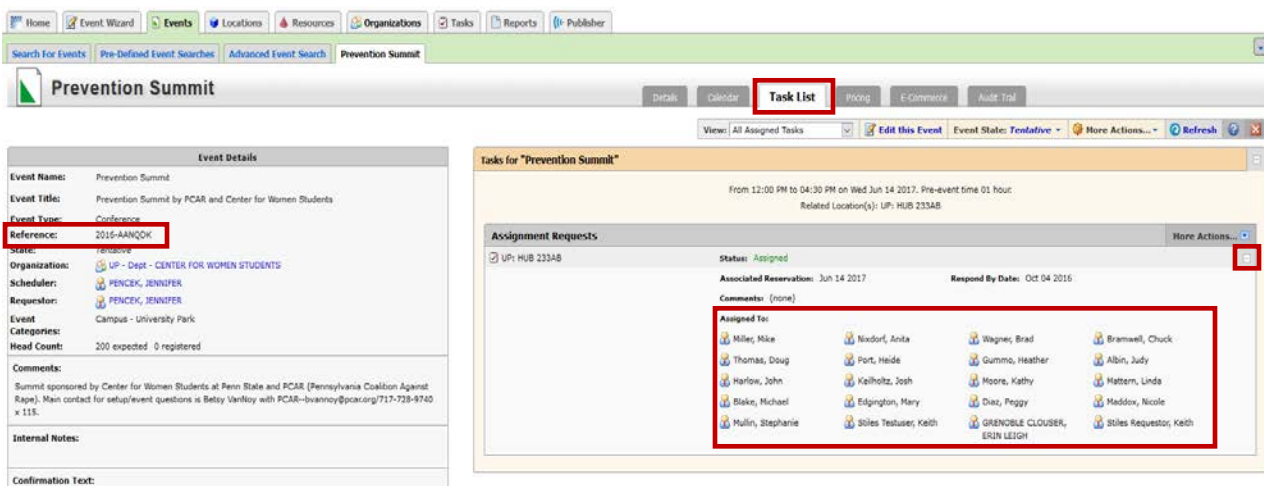 Home Event Wizard Events Locations Resources Organizations Tasks Reports Publisher
Search For Events Pre-Defined Event Searches Advanced Event Search Prevention Summit
Prevention Summit
Details Calendar Task List Pricing E-Commerce Audit Trail
View: All Assigned Tasks Edit this Event Event State: Tentative More Actions... Refresh
Event Details
Event Name: Prevention Summit
Event Title: Prevention Summit by PCAR and Center for Women Students
Event Type: Conference
Reference: 2016-AANQDK
State: Tentative
Organization: UP - Dept - CENTER FOR WOMEN STUDENTS
Scheduler: PENCEK, JENNIFER
Requestor: PENCEK, JENNIFER
Event Categories: Campus - University Park
Head Count: 200 expected 0 registered
Comments:
Summit sponsored by Center for Women Students at Penn State and PCAR (Pennsylvania Coalition Against
Rape). Main contact for setup/event questions is Betsy VanNoy with PCAR--bvannoy@pcar.org/717-728-9740
x 115.
Internal Notes:
Confirmation Text:
Tasks for "Prevention Summit"
From 12:00 PM to 04:30 PM on Wed Jun 14 2017. Pre-event time 01 hour.
Related Location(s): UP: HUB 233AB
Assignment Requests More Actions...
UP: HUB 233AB Status: Assigned
Associated Reservation: Jun 14 2017 Respond By Date: Oct 04 2016
Comments: (none)
Assigned To:
Miller, Mike Nixdorf, Anita Wagner, Brad Bramwell, Chuck
Thomas, Doug Port, Heide Gummo, Heather Albin, Judy
Harlow, John Keilholtz, Josh Moore, Kathy Mattern, Linda
Blake, Michael Edgington, Mary Diaz, Peggy Maddox, Nicole
Mullin, Stephanie Stiles Testuser, Keith GRENOBLE CLOUSER, Stiles Requestor, Keith
ERIN LEIGH